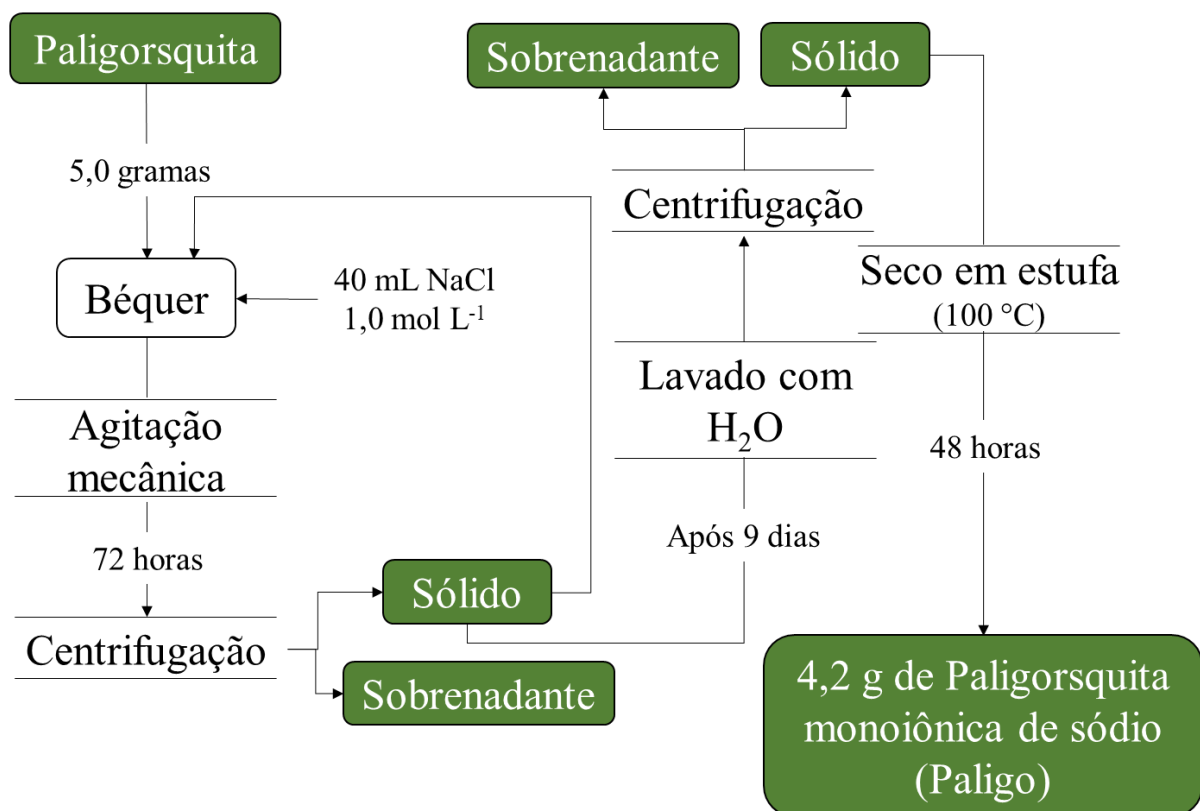 Paligorsquita
5,0 gramas
Béquer
40 mL NaCl
1,0 mol L⁻¹
Agitação
mecânica
72 horas
Centrifugação
Sólido
Sobrenadante
Após 9 dias
Lavado com
H₂O
Centrifugação
Sobrenadante
Sólido
Seco em estufa
(100 °C)
48 horas
4,2 g de Paligorsquita
monoiônica de sódio
(Paligo)